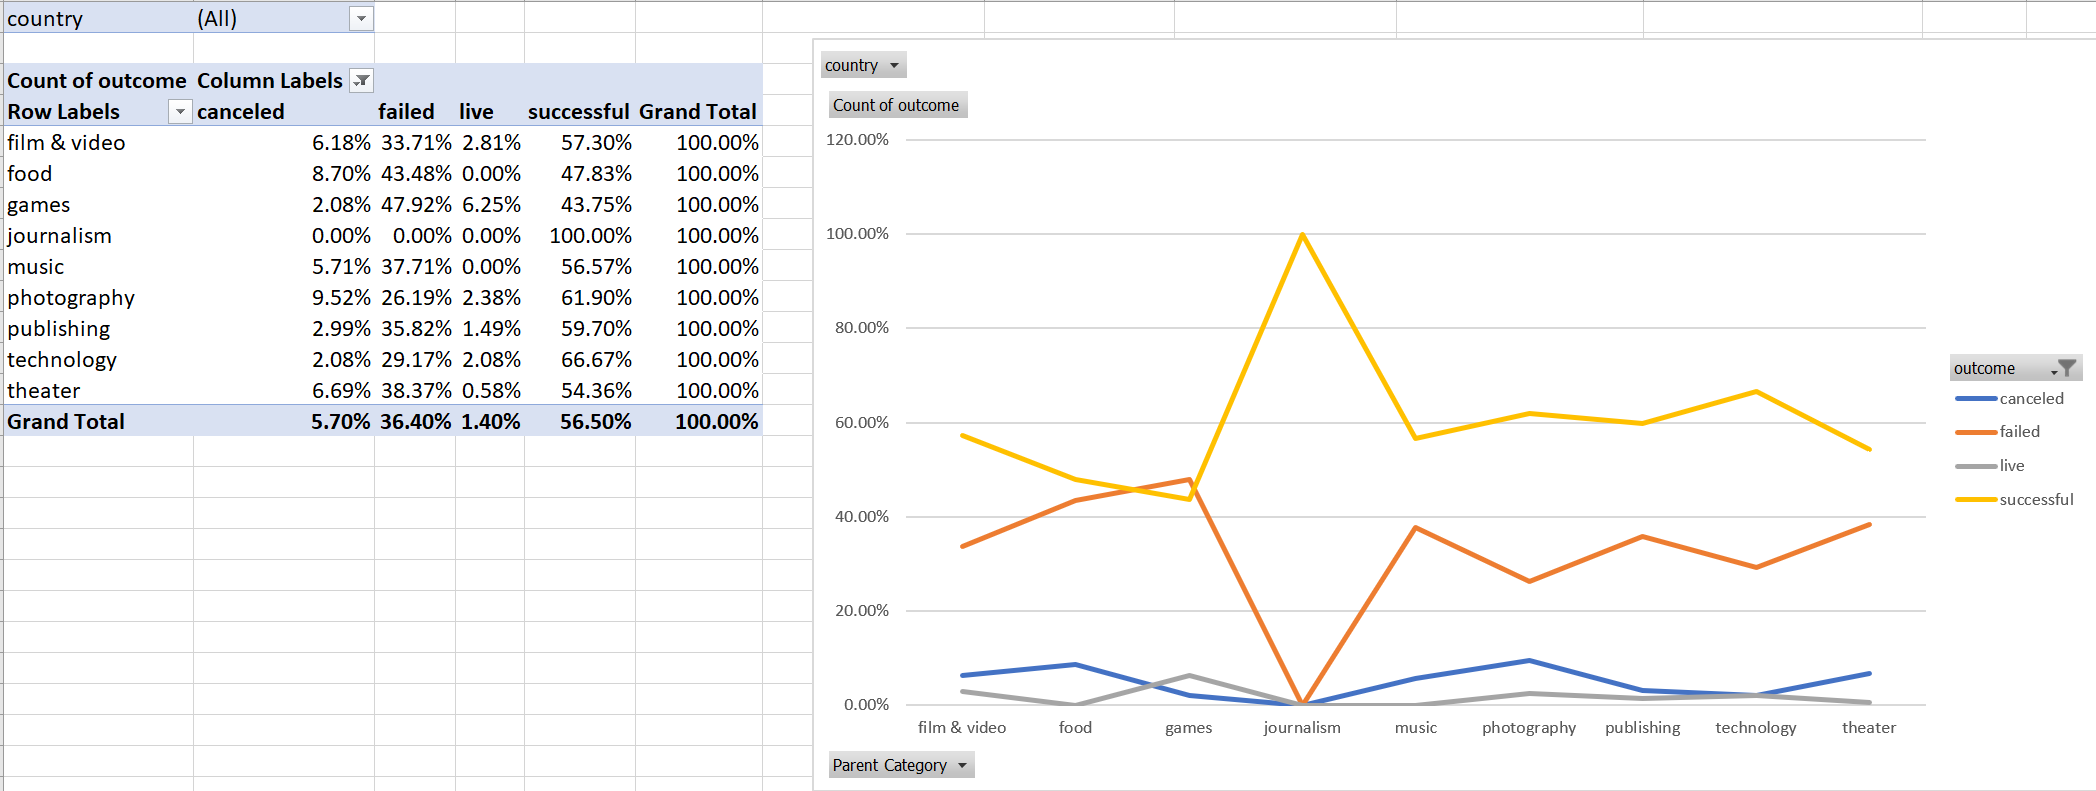 country (All)
Count of outcome Column Labels
Row Labels canceled failed live successful Grand Total
film & video 6.18% 33.71% 2.81% 57.30% 100.00%
food 8.70% 43.48% 0.00% 47.83% 100.00%
games 2.08% 47.92% 6.25% 43.75% 100.00%
journalism 0.00% 0.00% 0.00% 100.00% 100.00%
music 5.71% 37.71% 0.00% 56.57% 100.00%
photography 9.52% 26.19% 2.38% 61.90% 100.00%
publishing 2.99% 35.82% 1.49% 59.70% 100.00%
technology 2.08% 29.17% 2.08% 66.67% 100.00%
theater 6.69% 38.37% 0.58% 54.36% 100.00%
Grand Total 5.70% 36.40% 1.40% 56.50% 100.00%
country
Count of outcome
120.00%
100.00%
80.00%
60.00%
40.00%
20.00%
0.00%
film & video food games journalism music photography publishing technology theater
Parent Category
outcome
canceled
failed
live
successful